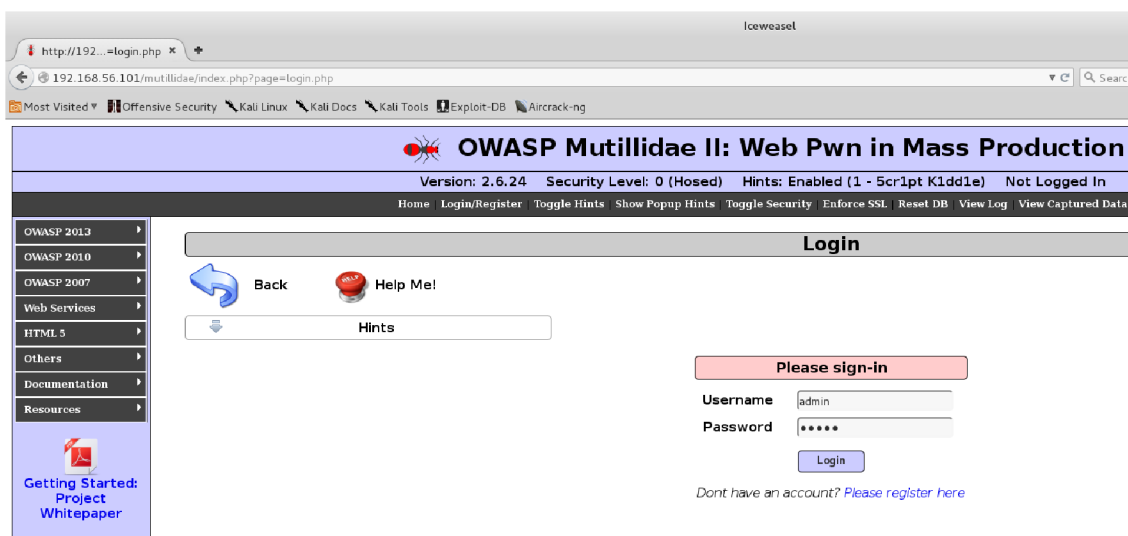 Iceweasel
http://192...=login.php
192.168.56.101/mutillidae/index.php?page=login.php
Most Visited Offensive Security Kali Linux Kali Docs Kali Tools Exploit-DB Aircrack-ng
OWASP Mutillidae II: Web Pwn in Mass Production
Version: 2.6.24 Security Level: 0 (Hosed) Hints: Enabled (1 - 5cr1pt K1dd1e) Not Logged In
Home | Login/Register | Toggle Hints | Show Popup Hints | Toggle Security | Enforce SSL | Reset DB | View Log | View Captured Data
OWASP 2013
OWASP 2010
OWASP 2007
Web Services
HTML 5
Others
Documentation
Resources
Getting Started:
Project
Whitepaper
Login
Back
HELP
Help Me!
Hints
Please sign-in
Username admin
Password •••••
Login
Dont have an account? Please register here